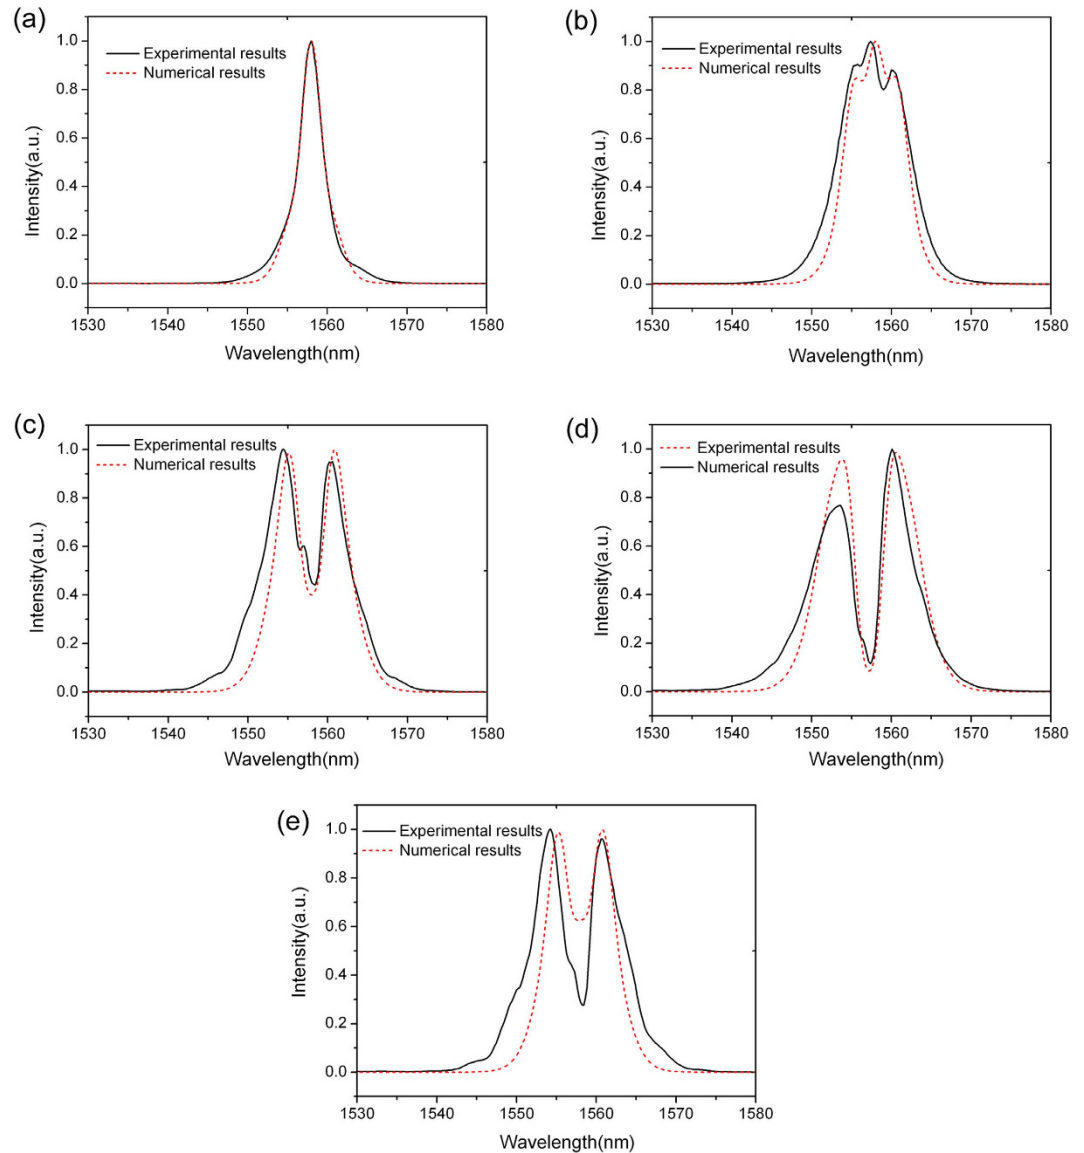 (a)
Experimental results
Numerical results
Intensity(a.u.)
1.0
0.8
0.6
0.4
0.2
0.0
1530 1540 1550 1560 1570 1580
Wavelength(nm)
(b)
Experimental results
Numerical results
Intensity(a.u.)
1.0
0.8
0.6
0.4
0.2
0.0
1530 1540 1550 1560 1570 1580
Wavelength(nm)
(c)
Experimental results
Numerical results
Intensity(a.u.)
1.0
0.8
0.6
0.4
0.2
0.0
1530 1540 1550 1560 1570 1580
Wavelength(nm)
(d)
Experimental results
Numerical results
Intensity(a.u.)
1.0
0.8
0.6
0.4
0.2
0.0
1530 1540 1550 1560 1570 1580
Wavelength(nm)
(e)
Experimental results
Numerical results
Intensity(a.u.)
1.0
0.8
0.6
0.4
0.2
0.0
1530 1540 1550 1560 1570 1580
Wavelength(nm)